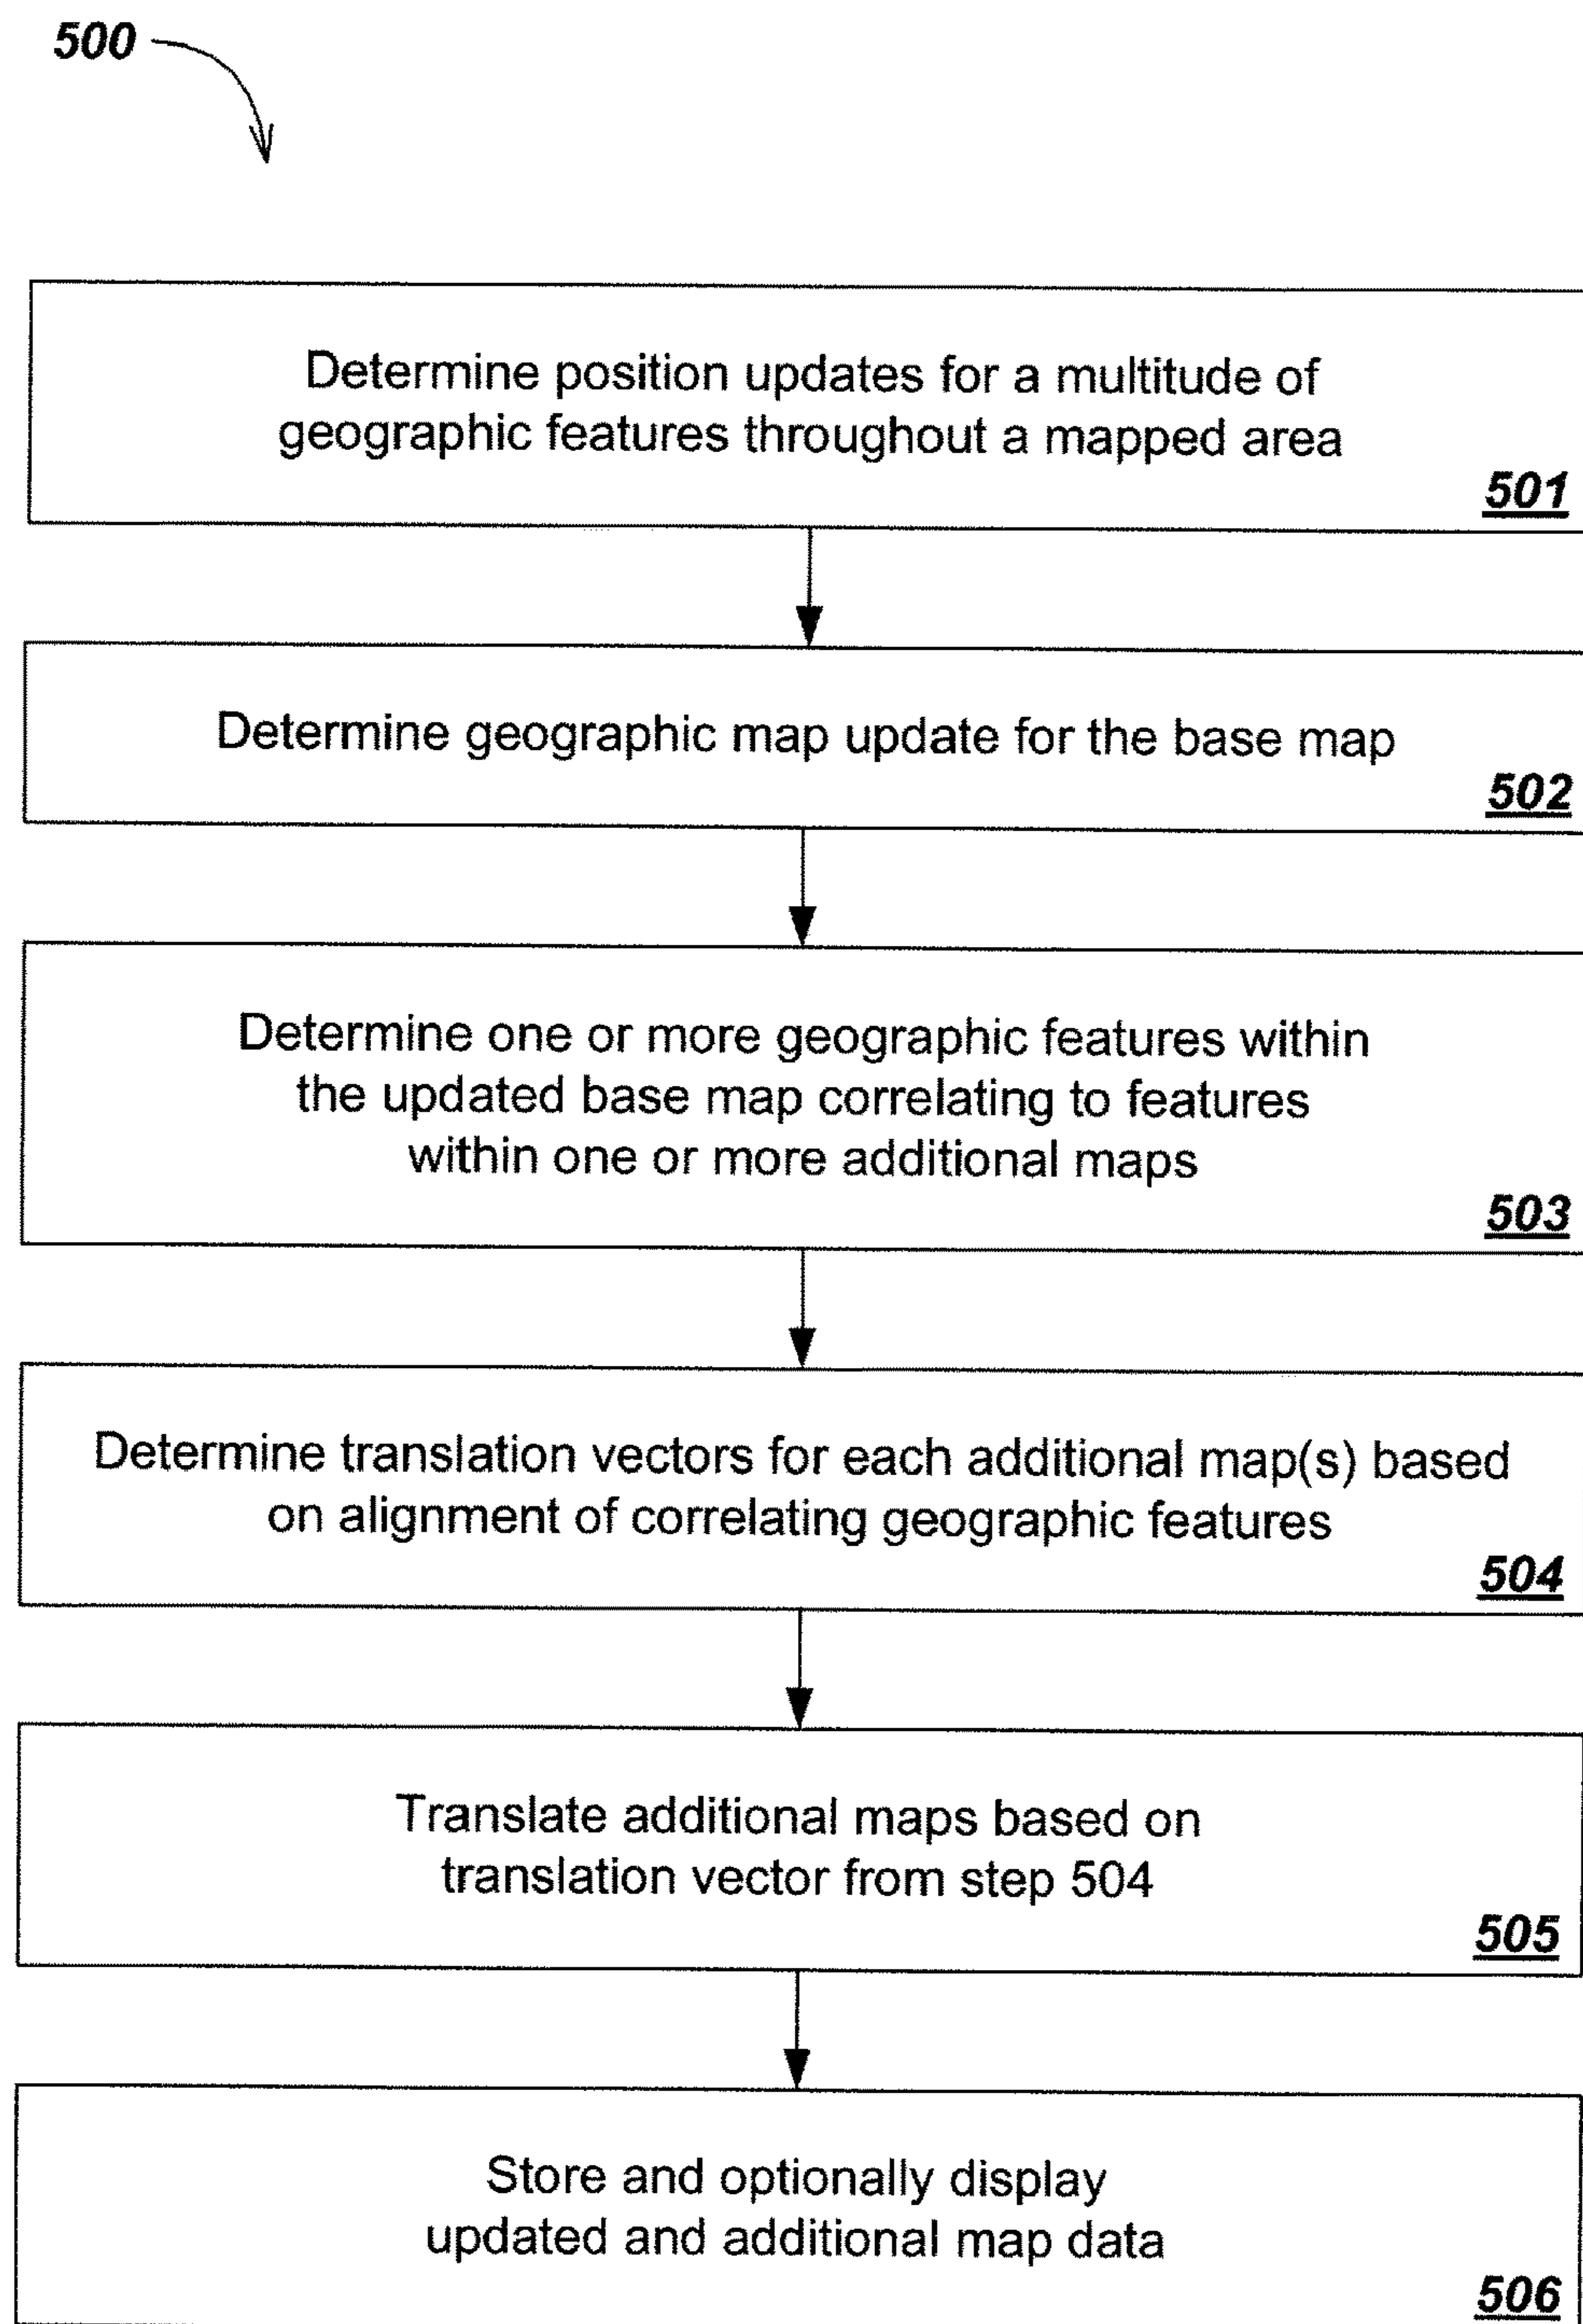 500
Determine position updates for a multitude of
geographic features throughout a mapped area
501
Determine geographic map update for the base map
502
Determine one or more geographic features within
the updated base map correlating to features
within one or more additional maps
503
Determine translation vectors for each additional map(s) based
on alignment of correlating geographic features
504
Translate additional maps based on
translation vector from step 504
505
Store and optionally display
updated and additional map data
506